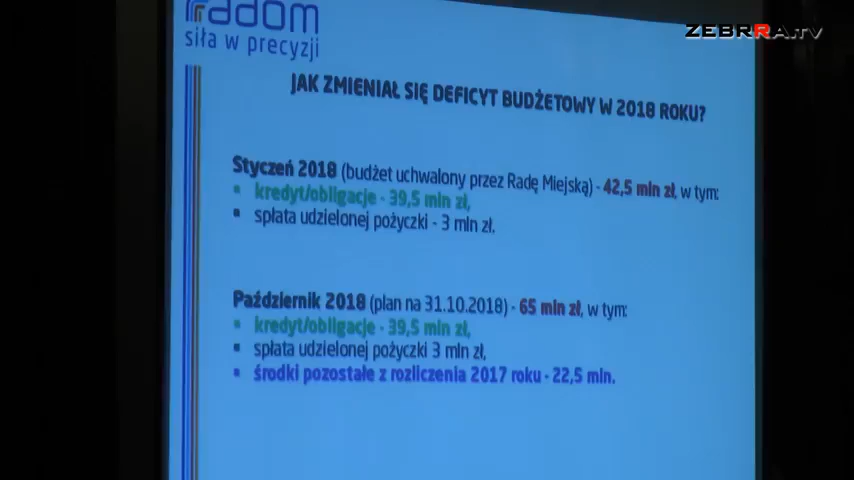 radom
siła w precyzji
ZEBRRA.TV
JAK ZMIENIAŁ SIĘ DEFICYT BUDŻETOWY W 2018 ROKU?
Styczeń 2018 (budżet uchwalony przez Radę Miejską) - 42,5 mln zł, w tym:
▪ kredyt/obligacje - 39,5 mln zł,
▪ spłata udzielonej pożyczki - 3 mln zł.
Październik 2018 (plan na 31.10.2018) - 65 mln zł, w tym:
▪ kredyt/obligacje - 39,5 mln zł,
▪ spłata udzielonej pożyczki 3 mln zł,
▪ środki pozostałe z rozliczenia 2017 roku - 22,5 mln.